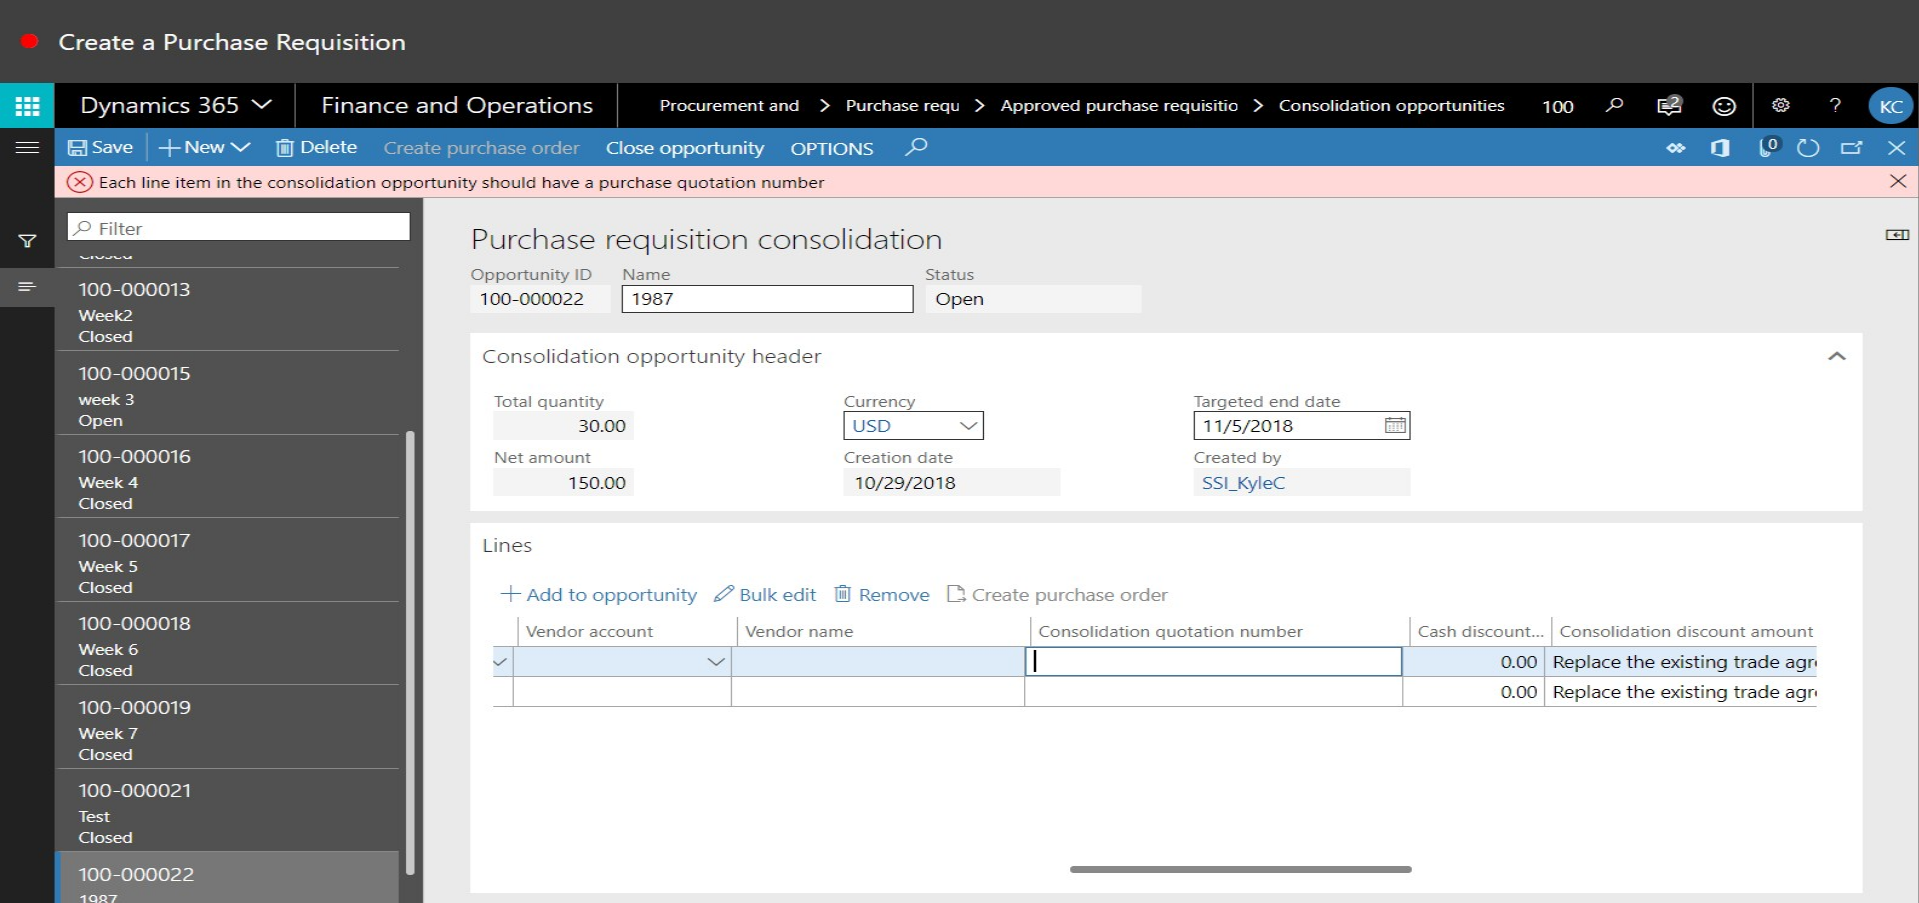 Create a Purchase Requisition
Dynamics 365
Finance and Operations
Procurement and > Purchase requ > Approved purchase requisitio > Consolidation opportunities
100
2
?
KC
Save
New
Delete
Create purchase order
Close opportunity
OPTIONS
0
Each line item in the consolidation opportunity should have a purchase quotation number
Filter
Closed
100-000013
Week2
Closed
100-000015
week 3
Open
100-000016
Week 4
Closed
100-000017
Week 5
Closed
100-000018
Week 6
Closed
100-000019
Week 7
Closed
100-000021
Test
Closed
100-000022
1987
Purchase requisition consolidation
Opportunity ID Name Status
100-000022 1987 Open
Consolidation opportunity header
Total quantity Currency Targeted end date
30.00 USD 11/5/2018
Net amount Creation date Created by
150.00 10/29/2018 SSI_KyleC
Lines
Add to opportunity Bulk edit Remove Create purchase order
Vendor account Vendor name Consolidation quotation number Cash discount... Consolidation discount amount
0.00 Replace the existing trade agr
0.00 Replace the existing trade agr